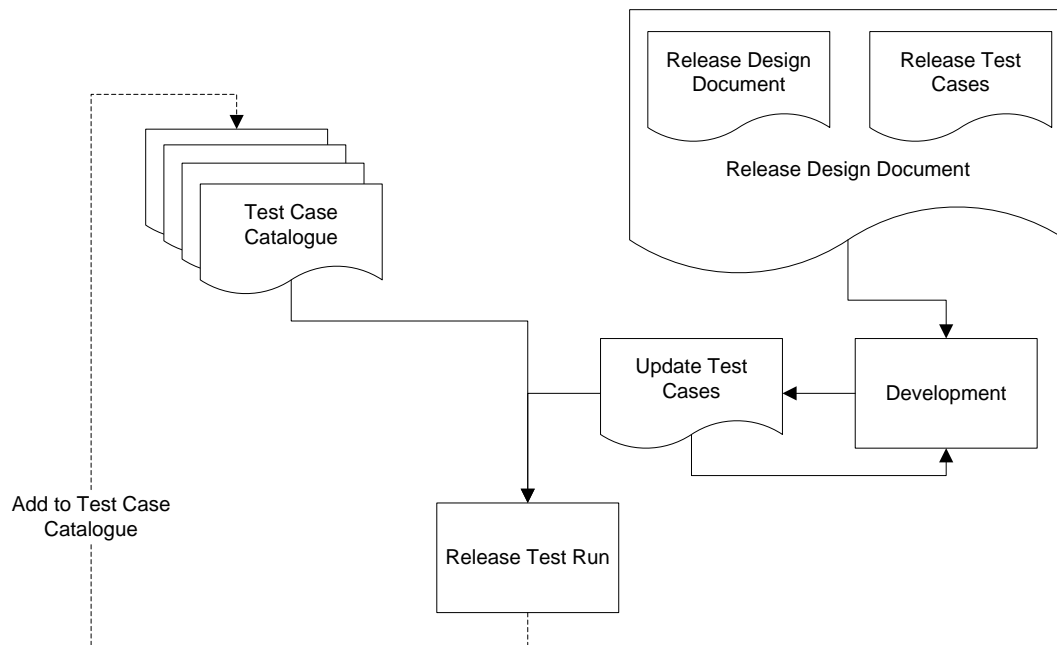 Release Design
Document
Release Test
Cases
Release Design Document
Test Case
Catalogue
Update Test
Cases
Development
Add to Test Case
Catalogue
Release Test Run